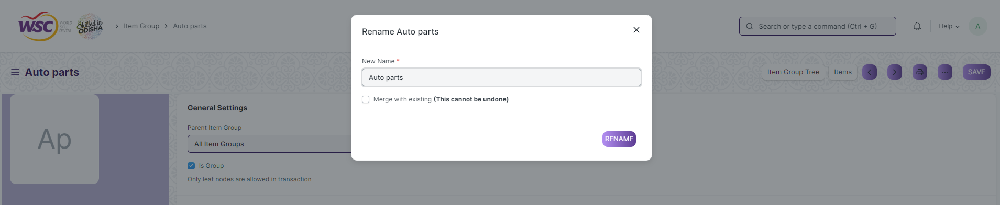 WSC WORLD SKILL CENTER
Skilled in ODISHA
Item Group
Auto parts
Search or type a command (Ctrl + G)
Help
A
Auto parts
Item Group Tree
Items
SAVE
Rename Auto parts
New Name *
Auto parts
Merge with existing (This cannot be undone)
RENAME
Ap
General Settings
Parent Item Group
All Item Groups
Is Group
Only leaf nodes are allowed in transaction